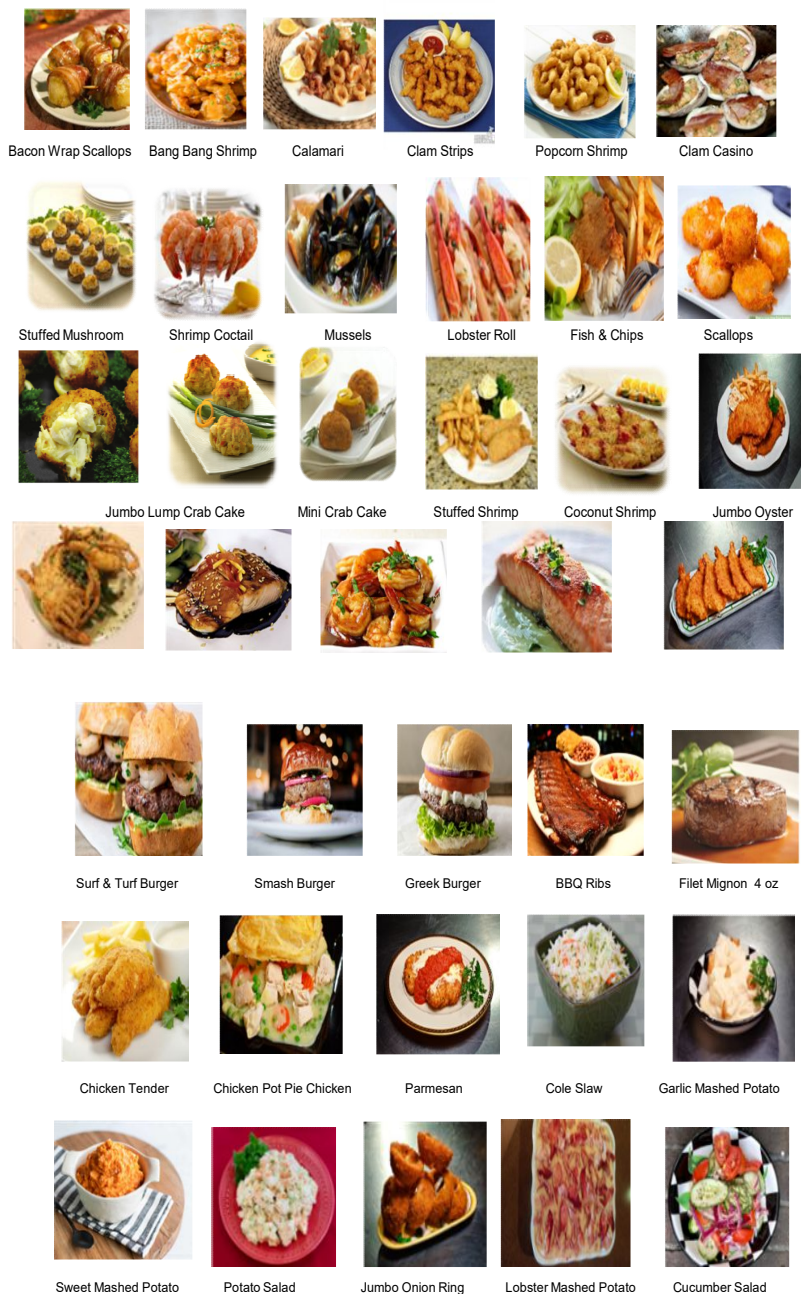 Bacon Wrap Scallops Bang Bang Shrimp Calamari Clam Strips Popcorn Shrimp Clam Casino
Stuffed Mushroom Shrimp Coctail Mussels Lobster Roll Fish & Chips Scallops
Jumbo Lump Crab Cake Mini Crab Cake Stuffed Shrimp Coconut Shrimp Jumbo Oyster
Surf & Turf Burger Smash Burger Greek Burger BBQ Ribs Filet Mignon 4 oz
Chicken Tender Chicken Pot Pie Chicken Parmesan Cole Slaw Garlic Mashed Potato
Sweet Mashed Potato Potato Salad Jumbo Onion Ring Lobster Mashed Potato Cucumber Salad